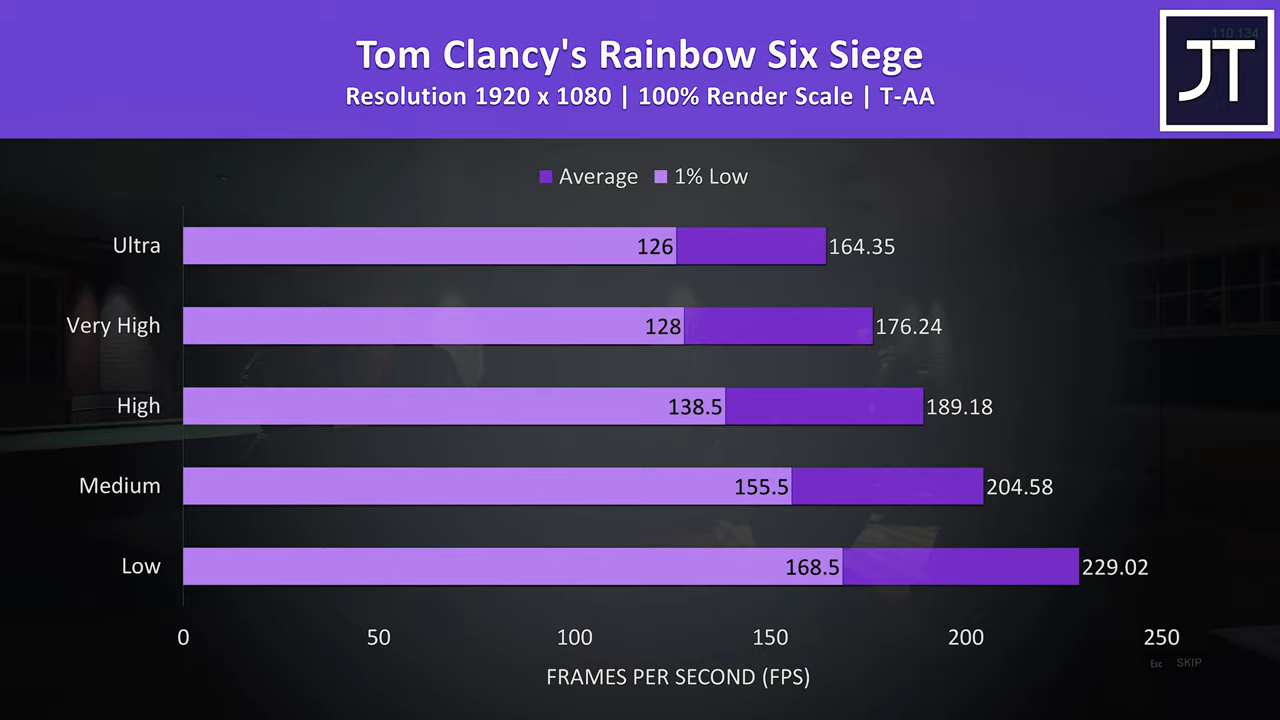 Tom Clancy's Rainbow Six Siege
Resolution 1920 x 1080 | 100% Render Scale | T-AA
JT
110 134
Average 1% Low
Ultra 126 164.35
Very High 128 176.24
High 138.5 189.18
Medium 155.5 204.58
Low 168.5 229.02
0 50 100 150 200 250
Esc SKIP
FRAMES PER SECOND (FPS)